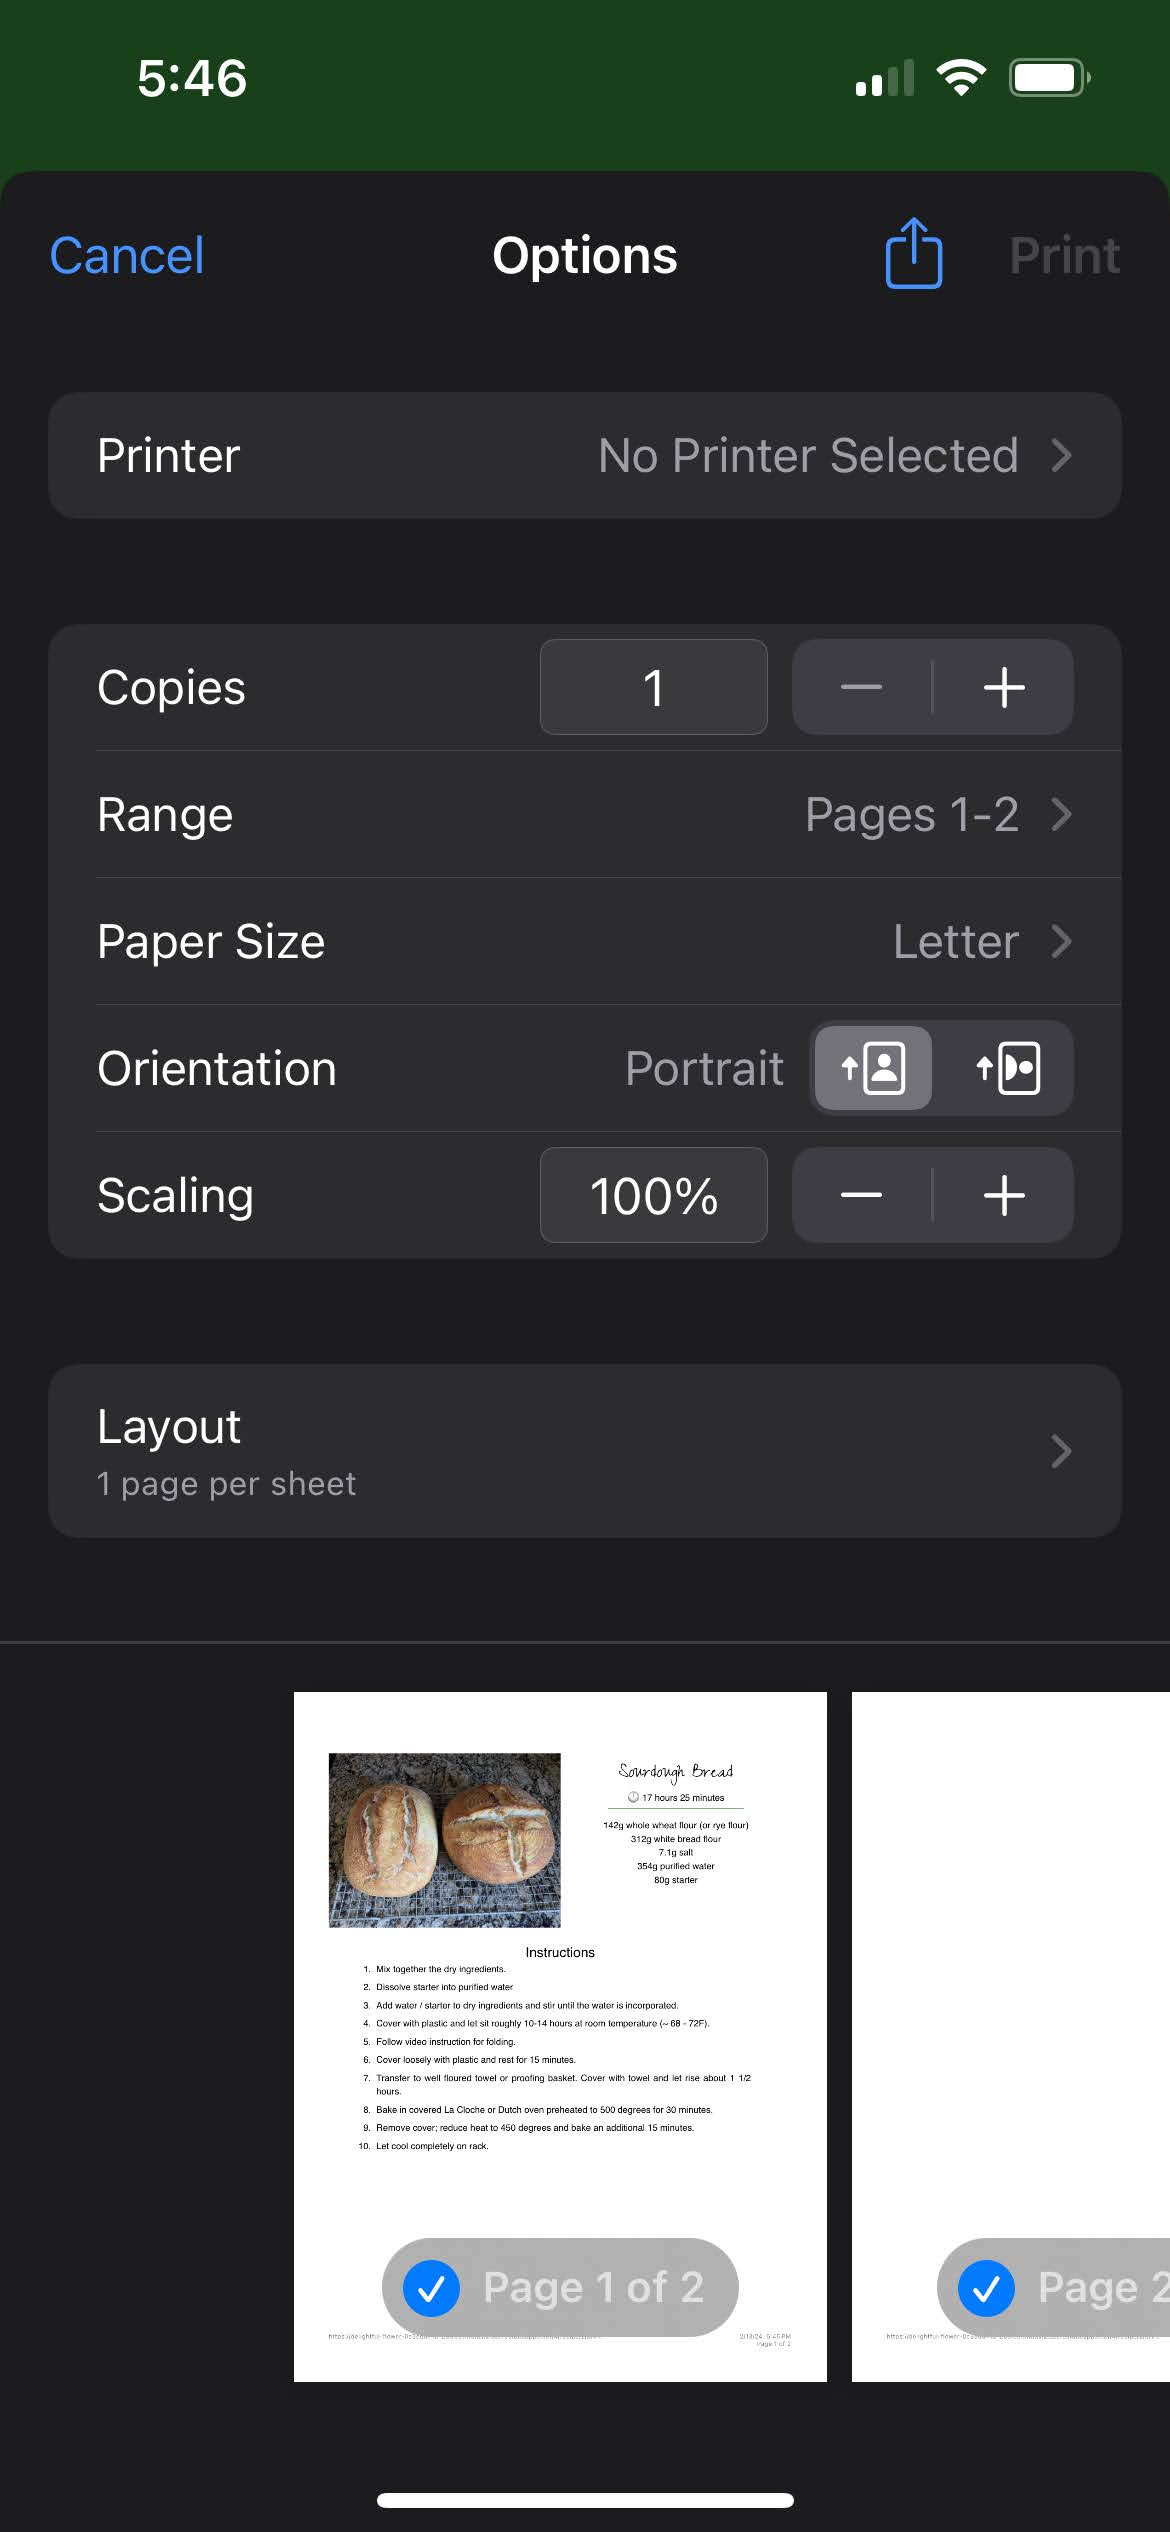 5:46
Cancel
Options
Print
Printer
No Printer Selected
Copies
1
Range
Pages 1-2
Paper Size
Letter
Orientation
Portrait
Scaling
100%
Layout
1 page per sheet
Sourdough Bread
17 hours 25 minutes
142g whole wheat flour (or rye flour)
312g white bread flour
7.1g salt
354g purified water
80g starter
Instructions
1. Mix together the dry ingredients.
2. Dissolve starter into purified water
3. Add water / starter to dry ingredients and stir until the water is incorporated.
4. Cover with plastic and let sit roughly 10-14 hours at room temperature (~ 68 - 72F).
5. Follow video instruction for folding.
6. Cover loosely with plastic and rest for 15 minutes.
7. Transfer to well floured towel or proofing basket. Cover with towel and let rise about 1 1/2
hours.
8. Bake in covered La Cloche or Dutch oven preheated to 500 degrees for 30 minutes.
9. Remove cover; reduce heat to 450 degrees and bake an additional 15 minutes.
10. Let cool completely on rack.
Page 1 of 2
Page 2
2/13/24, 5:45 PM
Page 1 of 2